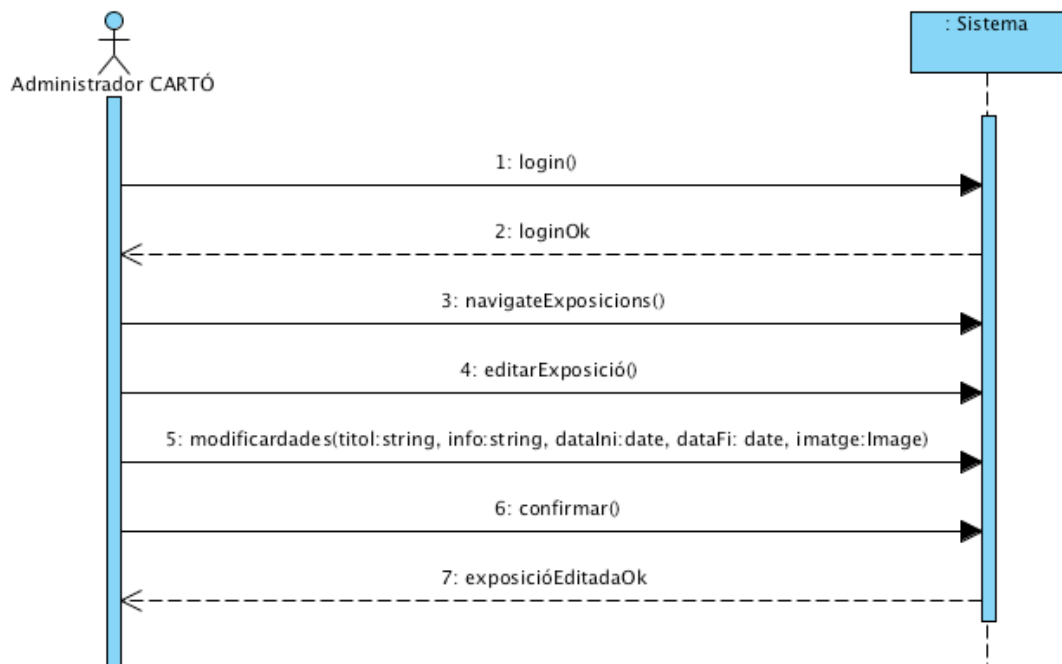 : Sistema
Administrador CARTÓ
1: login()
2: loginOk
3: navigateExposicions()
4: editarExposició()
5: modificardades(titol:string, info:string, dataIni:date, dataFi: date, imatge:Image)
6: confirmar()
7: exposicióEditadaOk